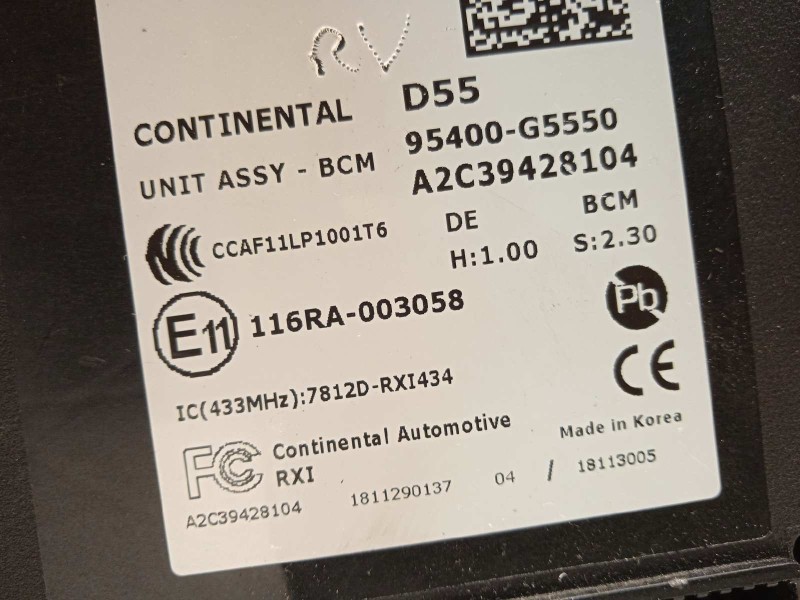 RV
CONTINENTAL D55
UNIT ASSY - BCM 95400-G5550
A2C39428104
CCAF11LP1001T6 DE BCM
H:1.00 S:2.30
E11 116RA-003058 Pb
IC(433MHz):7812D-RXI434 CE
FC Continental Automotive Made in Korea
RXI
A2C39428104 1811290137 04 / 18113005